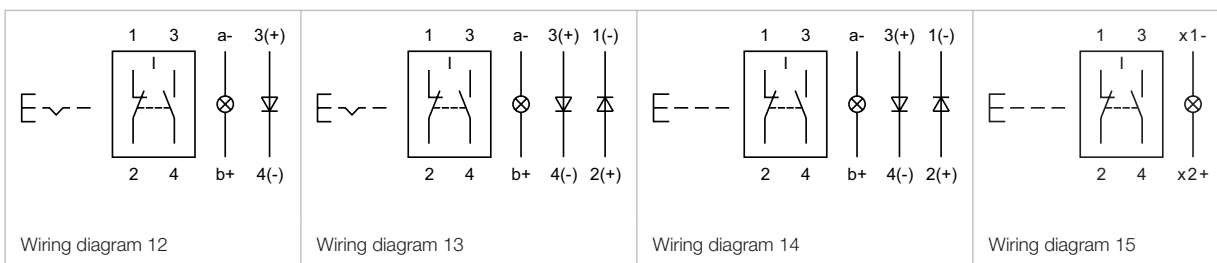 1 3 a- 3(+)
I
2 4 b+ 4(-)
Wiring diagram 12
1 3 a- 3(+) 1(-)
I
2 4 b+ 4(-) 2(+)
Wiring diagram 13
1 3 a- 3(+) 1(-)
I
2 4 b+ 4(-) 2(+)
Wiring diagram 14
1 3 x1-
I
2 4 x2+
Wiring diagram 15